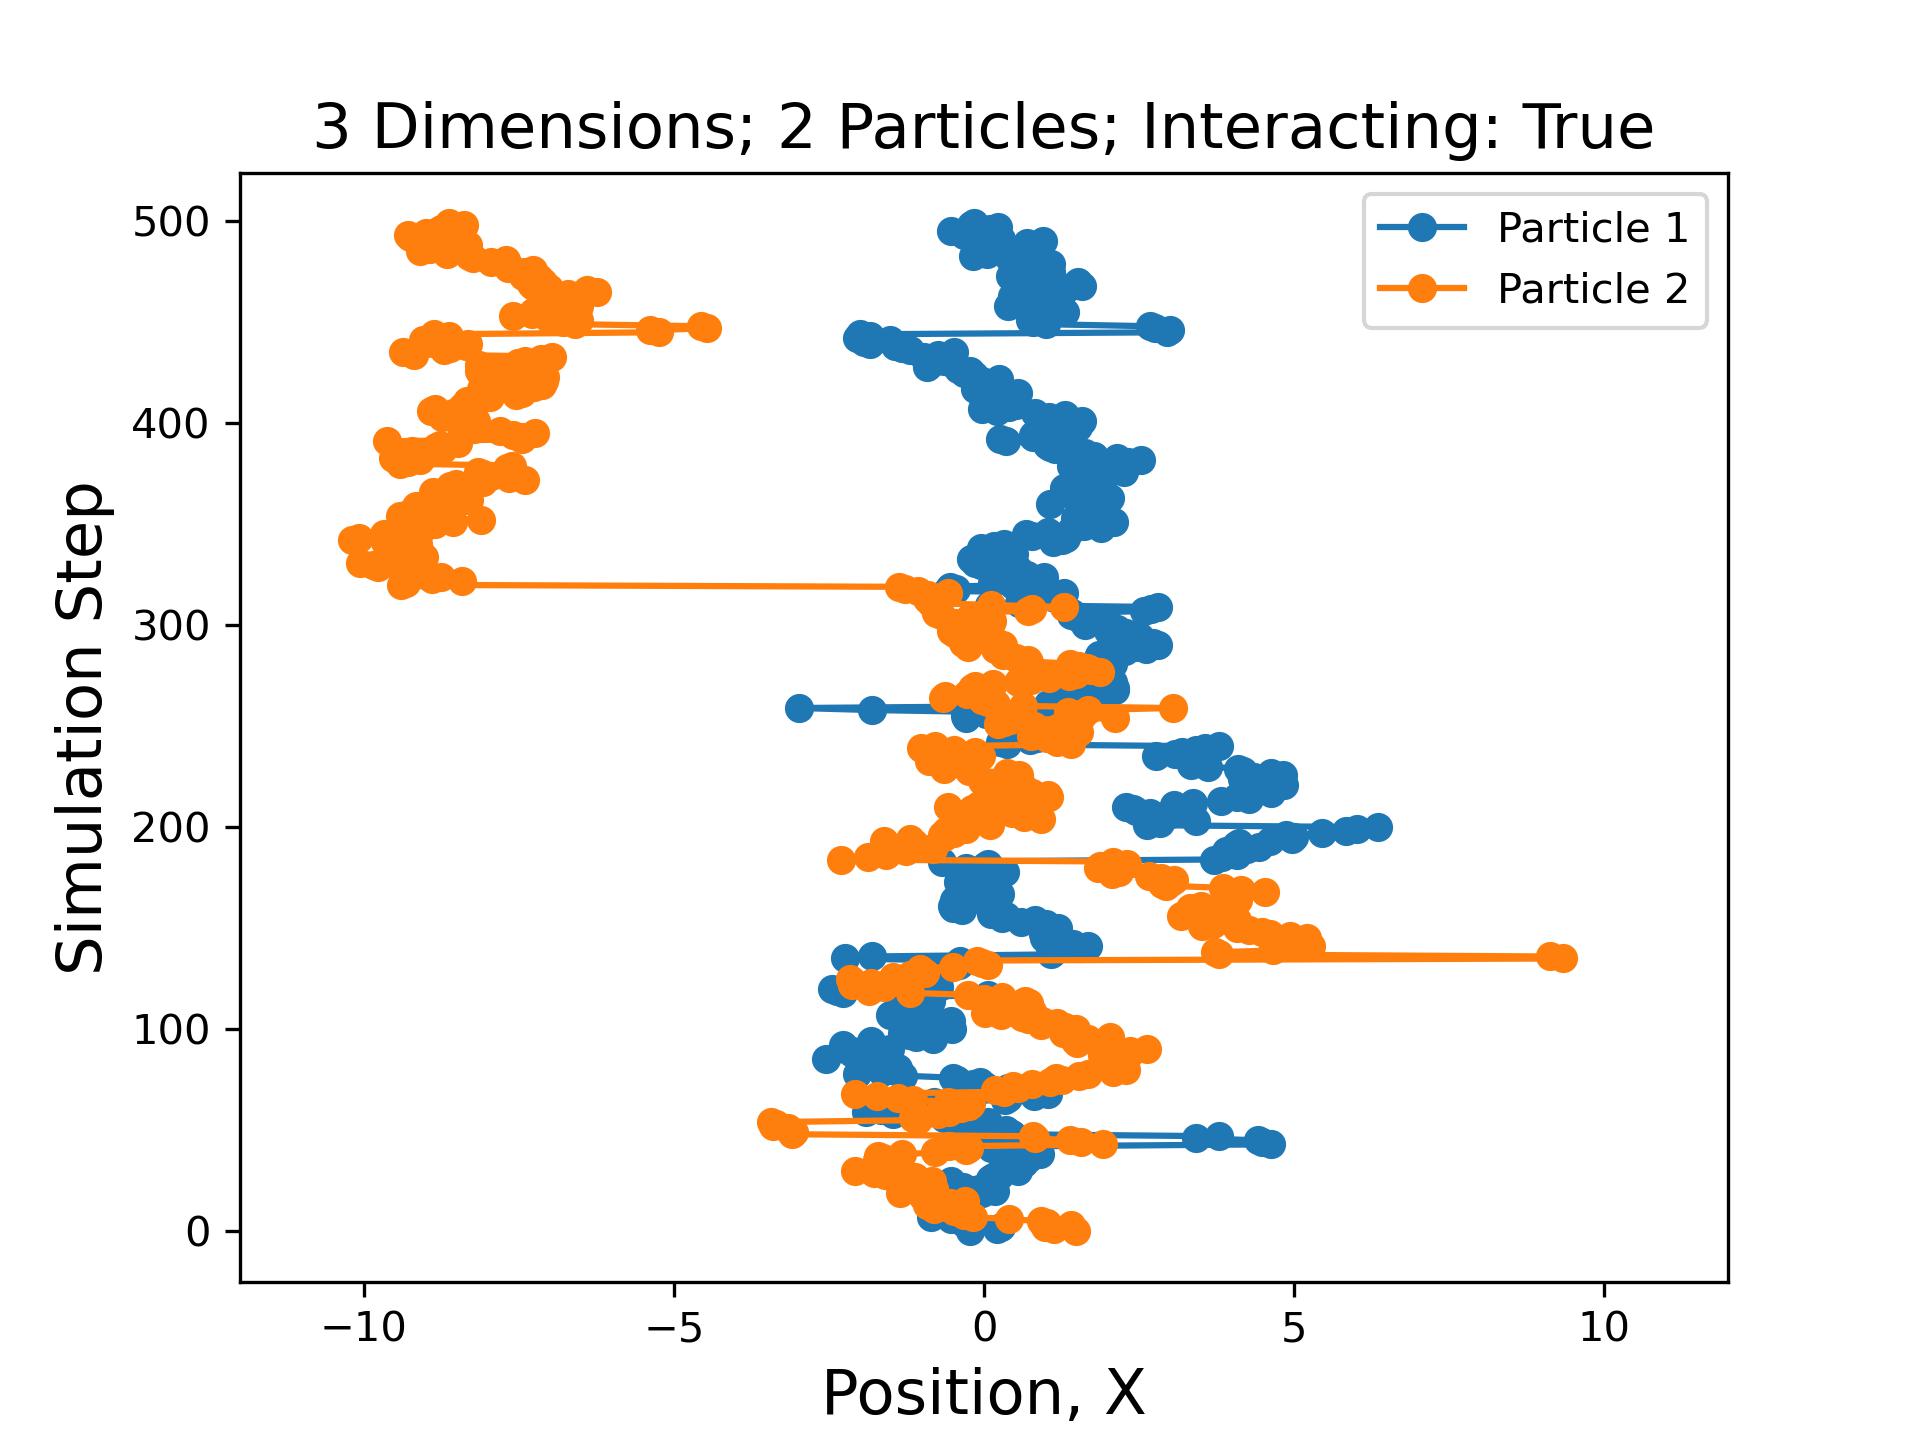 3 Dimensions; 2 Particles; Interacting: True
Particle 1
Particle 2
Simulation Step
500
400
300
200
100
0
−10
−5
0
5
10
Position, X